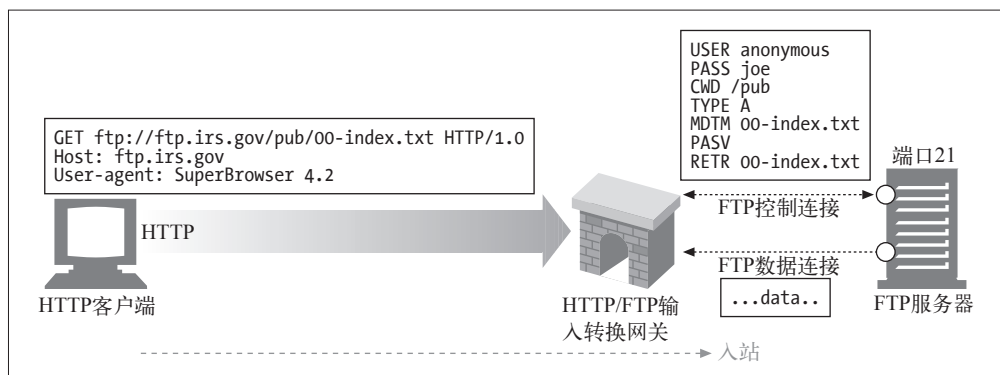 GET ftp://ftp.irs.gov/pub/00-index.txt HTTP/1.0
Host: ftp.irs.gov
User-agent: SuperBrowser 4.2
HTTP
HTTP客户端
HTTP/FTP输
入转换网关
USER anonymous
PASS joe
CWD /pub
TYPE A
MDTM 00-index.txt
PASV
RETR 00-index.txt
FTP控制连接
FTP数据连接
...data..
端口21
FTP服务器
入站